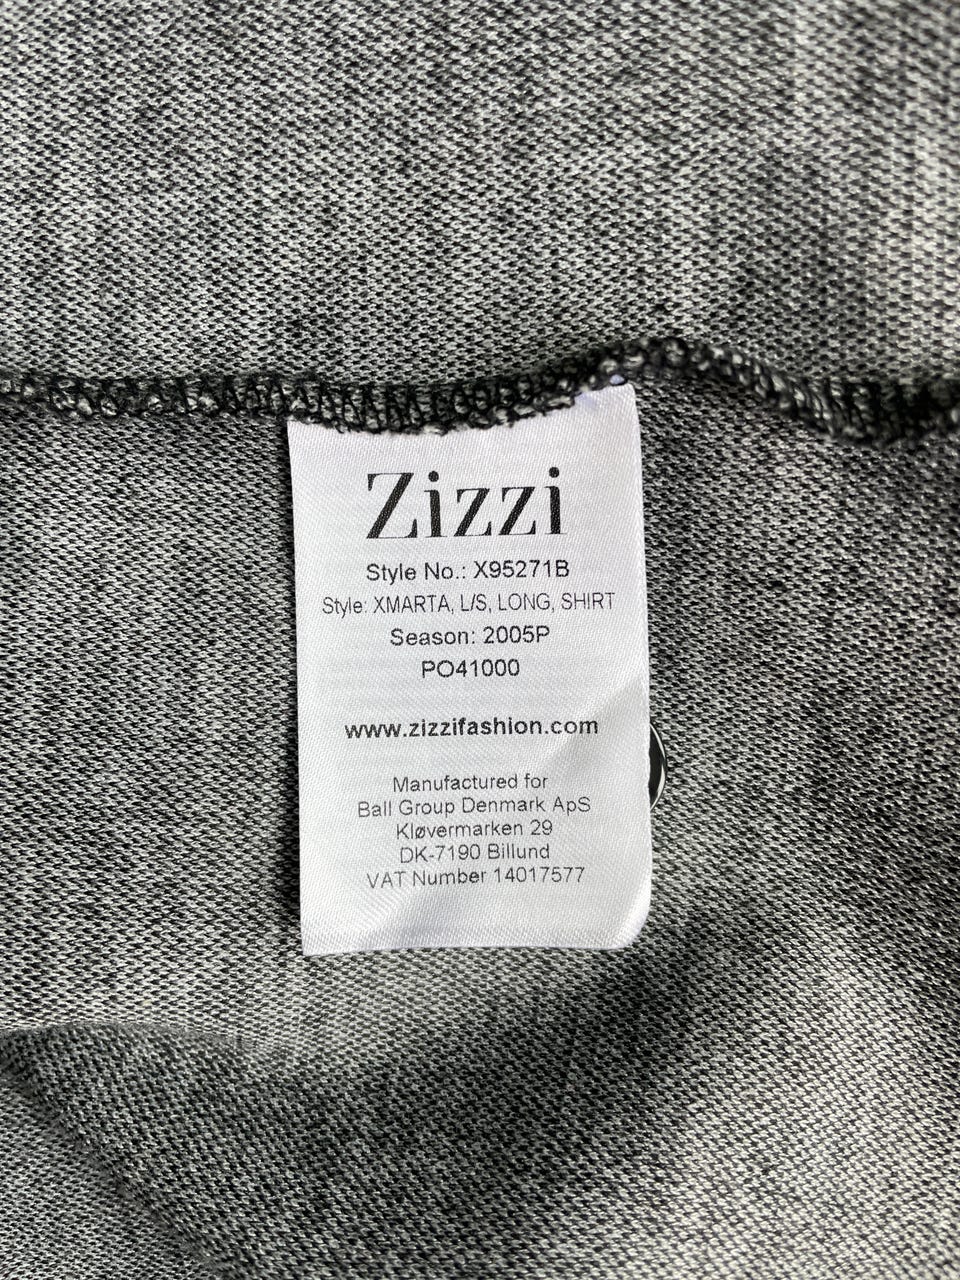 Zizzi
Style No.: X95271B
Style: XMARTA, L/S, LONG, SHIRT
Season: 2005P
PO41000
www.zizzifashion.com
Manufactured for
Ball Group Denmark ApS
Kløvermarken 29
DK-7190 Billund
VAT Number 14017577